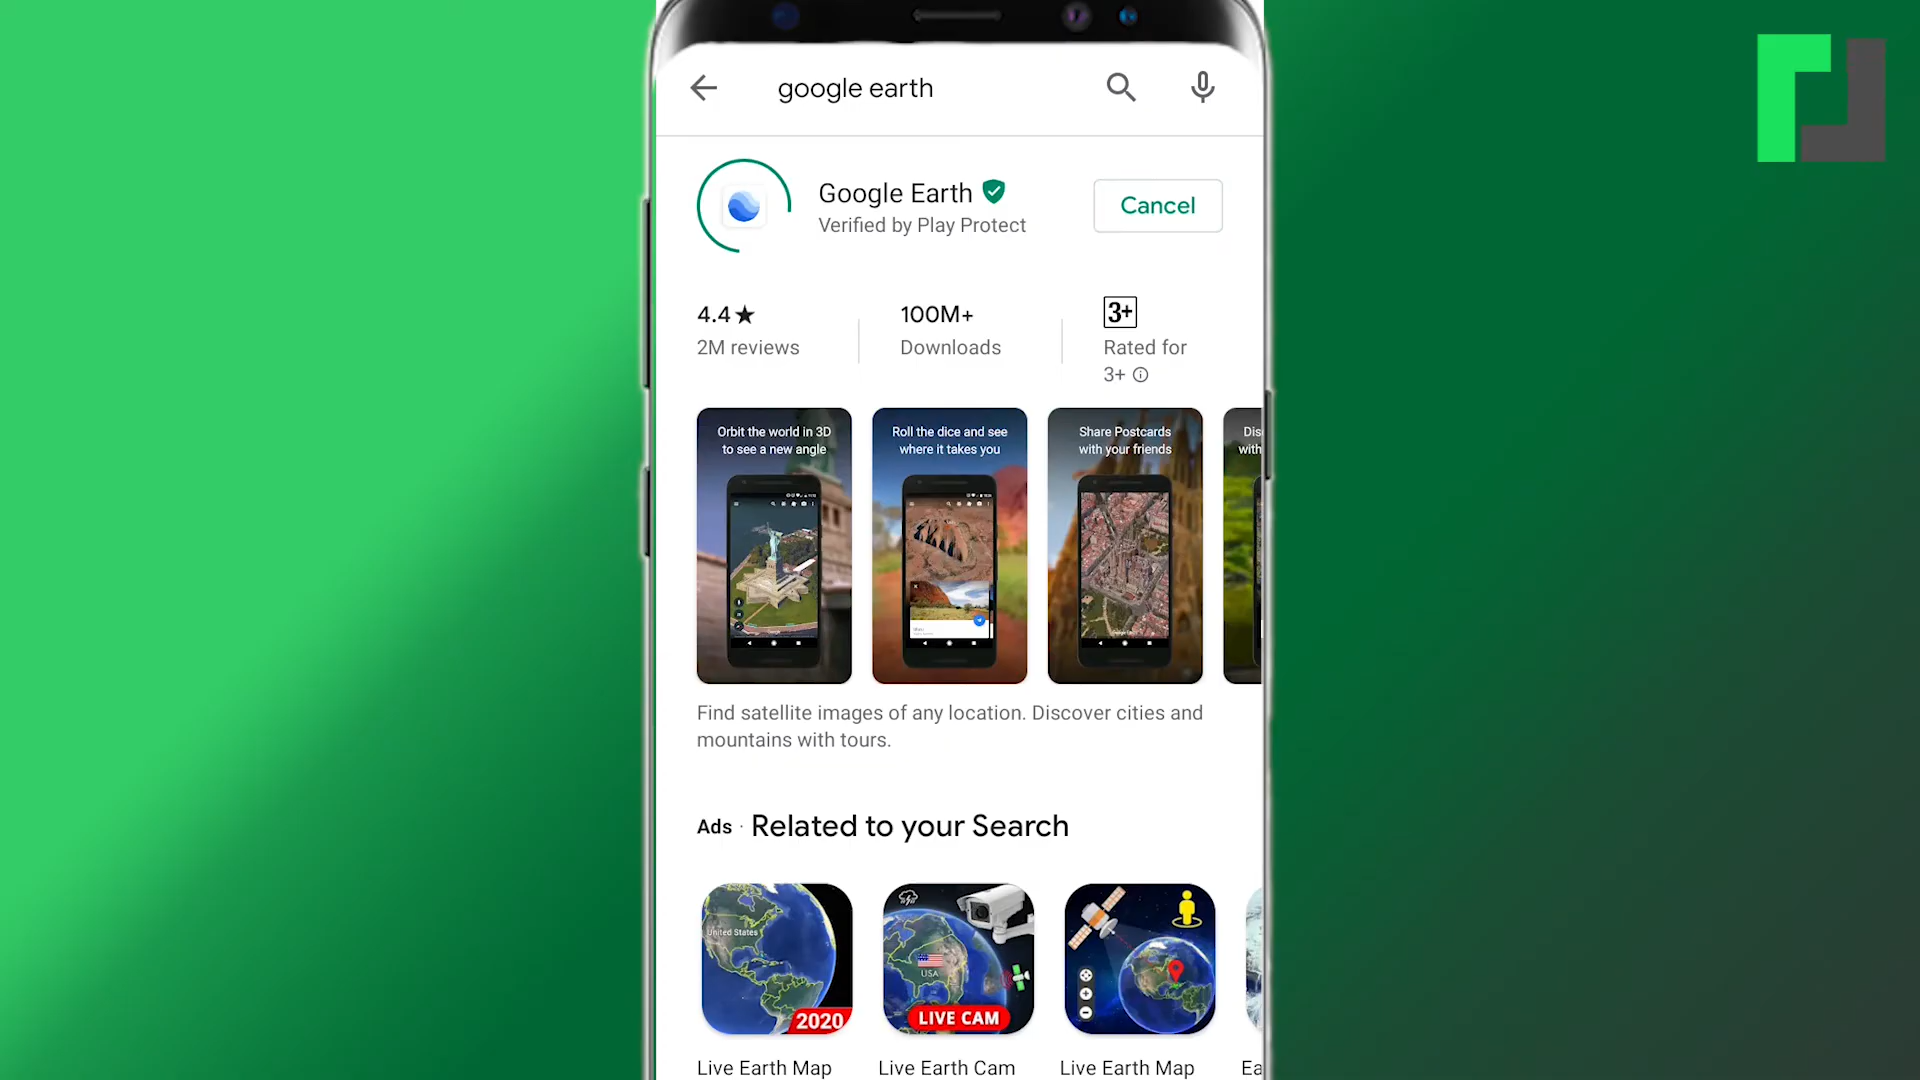 google earth
Google Earth
Verified by Play Protect
Cancel
4.4★
2M reviews
100M+
Downloads
3+
Rated for
3+
Orbit the world in 3D
to see a new angle
Roll the dice and see
where it takes you
Share Postcards
with your friends
Dis
with
Find satellite images of any location. Discover cities and
mountains with tours.
Ads · Related to your Search
United States
2020
USA
LIVE CAM
Live Earth Map
Live Earth Cam
Live Earth Map
Ea